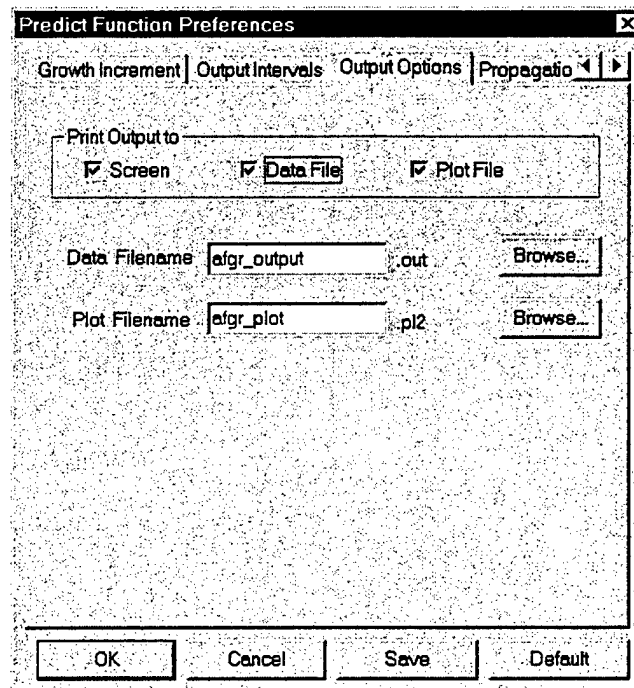 Predict Function Preferences
Growth Increment Output Intervals Output Options Propagatio
Print Output to
Screen Data File Plot File
Data Filename afgr_output .out Browse...
Plot Filename afgr_plot .pl2 Browse...
OK Cancel Save Default